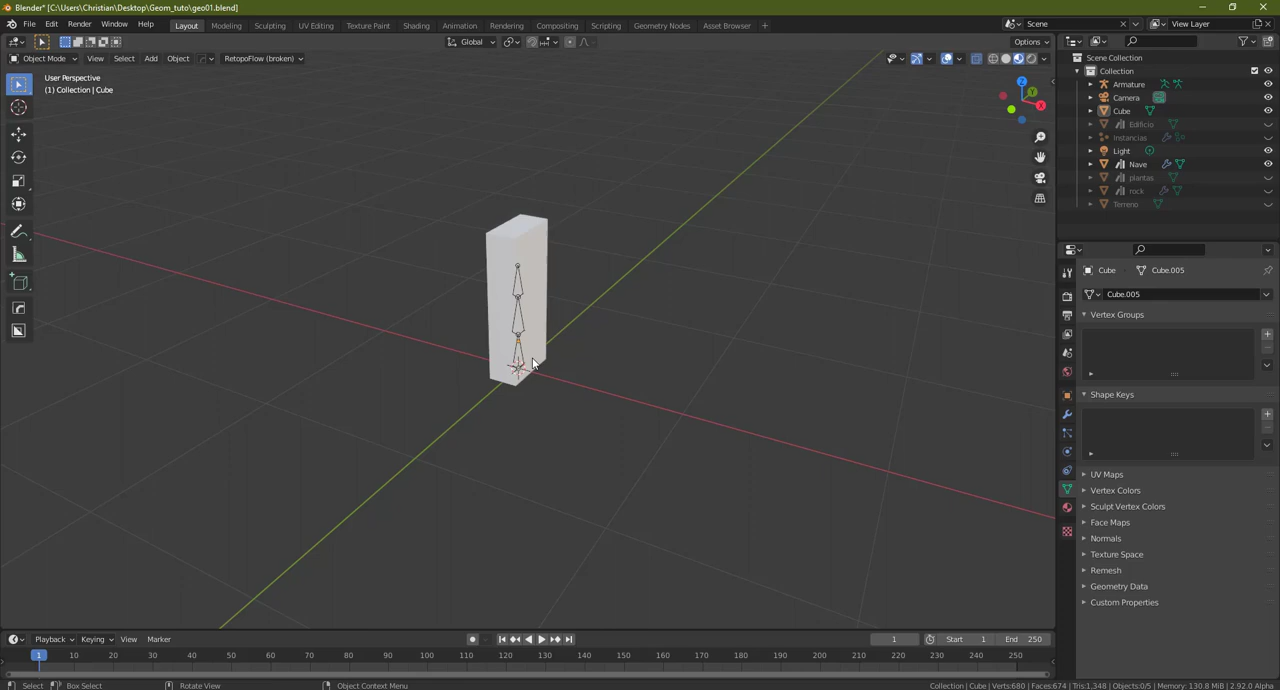 Blender* [C:\Users\Christian\Desktop\Geom_tuto\geo01.blend]
File Edit Render Window Help Layout Modeling Sculpting UV Editing Texture Paint Shading Animation Rendering Compositing Scripting Geometry Nodes Asset Browser + Scene View Layer
Global Options
Object Mode View Select Add Object RetopoFlow (broken)
User Perspective
(1) Collection | Cube
Z
Y
X
Scene Collection
Collection
Armature
Camera
Cube
Edificio
Instancias
Light
Nave
plantas
rock
Terreno
Cube Cube.005
Cube.005
Vertex Groups
Shape Keys
UV Maps
Vertex Colors
Sculpt Vertex Colors
Face Maps
Normals
Texture Space
Remesh
Geometry Data
Custom Properties
Playback Keying View Marker 1 Start 1 End 250
1 10 20 30 40 50 60 70 80 90 100 110 120 130 140 150 160 170 180 190 200 210 220 230 240 250
Select Box Select Rotate View Object Context Menu Collection | Cube | Verts:680 | Faces:674 | Tris:1,348 | Objects:0/5 | Memory: 130.8 MiB | 2.92.0 Alpha